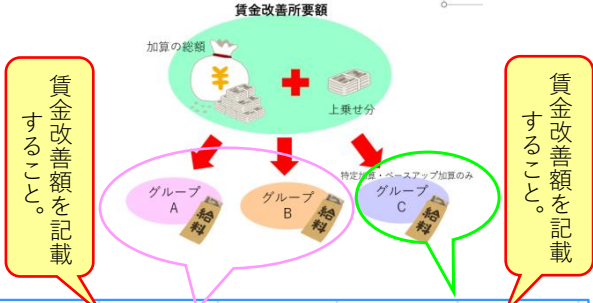 賃金改善所要額
加算の総額
¥
上乗せ分
賃金改善額を記載
すること。
特定加算・ベースアップ加算のみ
グループ
A
給料
グループ
B
給料
グループ
C
給料
賃金改善額を記載
すること。